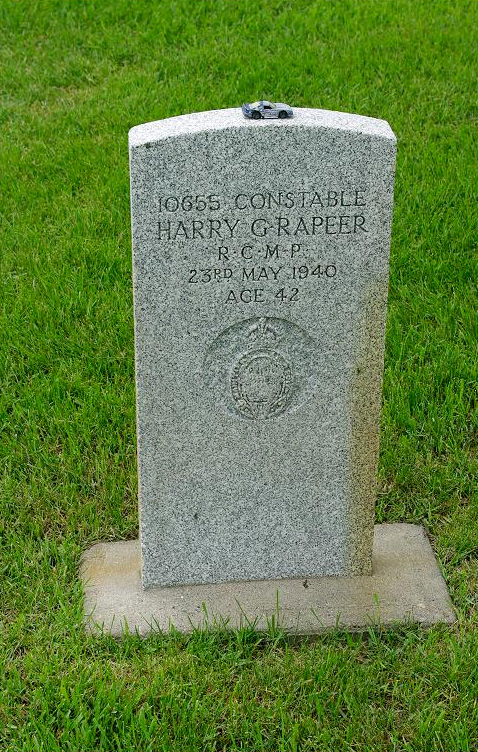 10655 CONSTABLE
HARRY G·RAPEER
R·C·M·P·
23RD MAY 1940
AGE 42